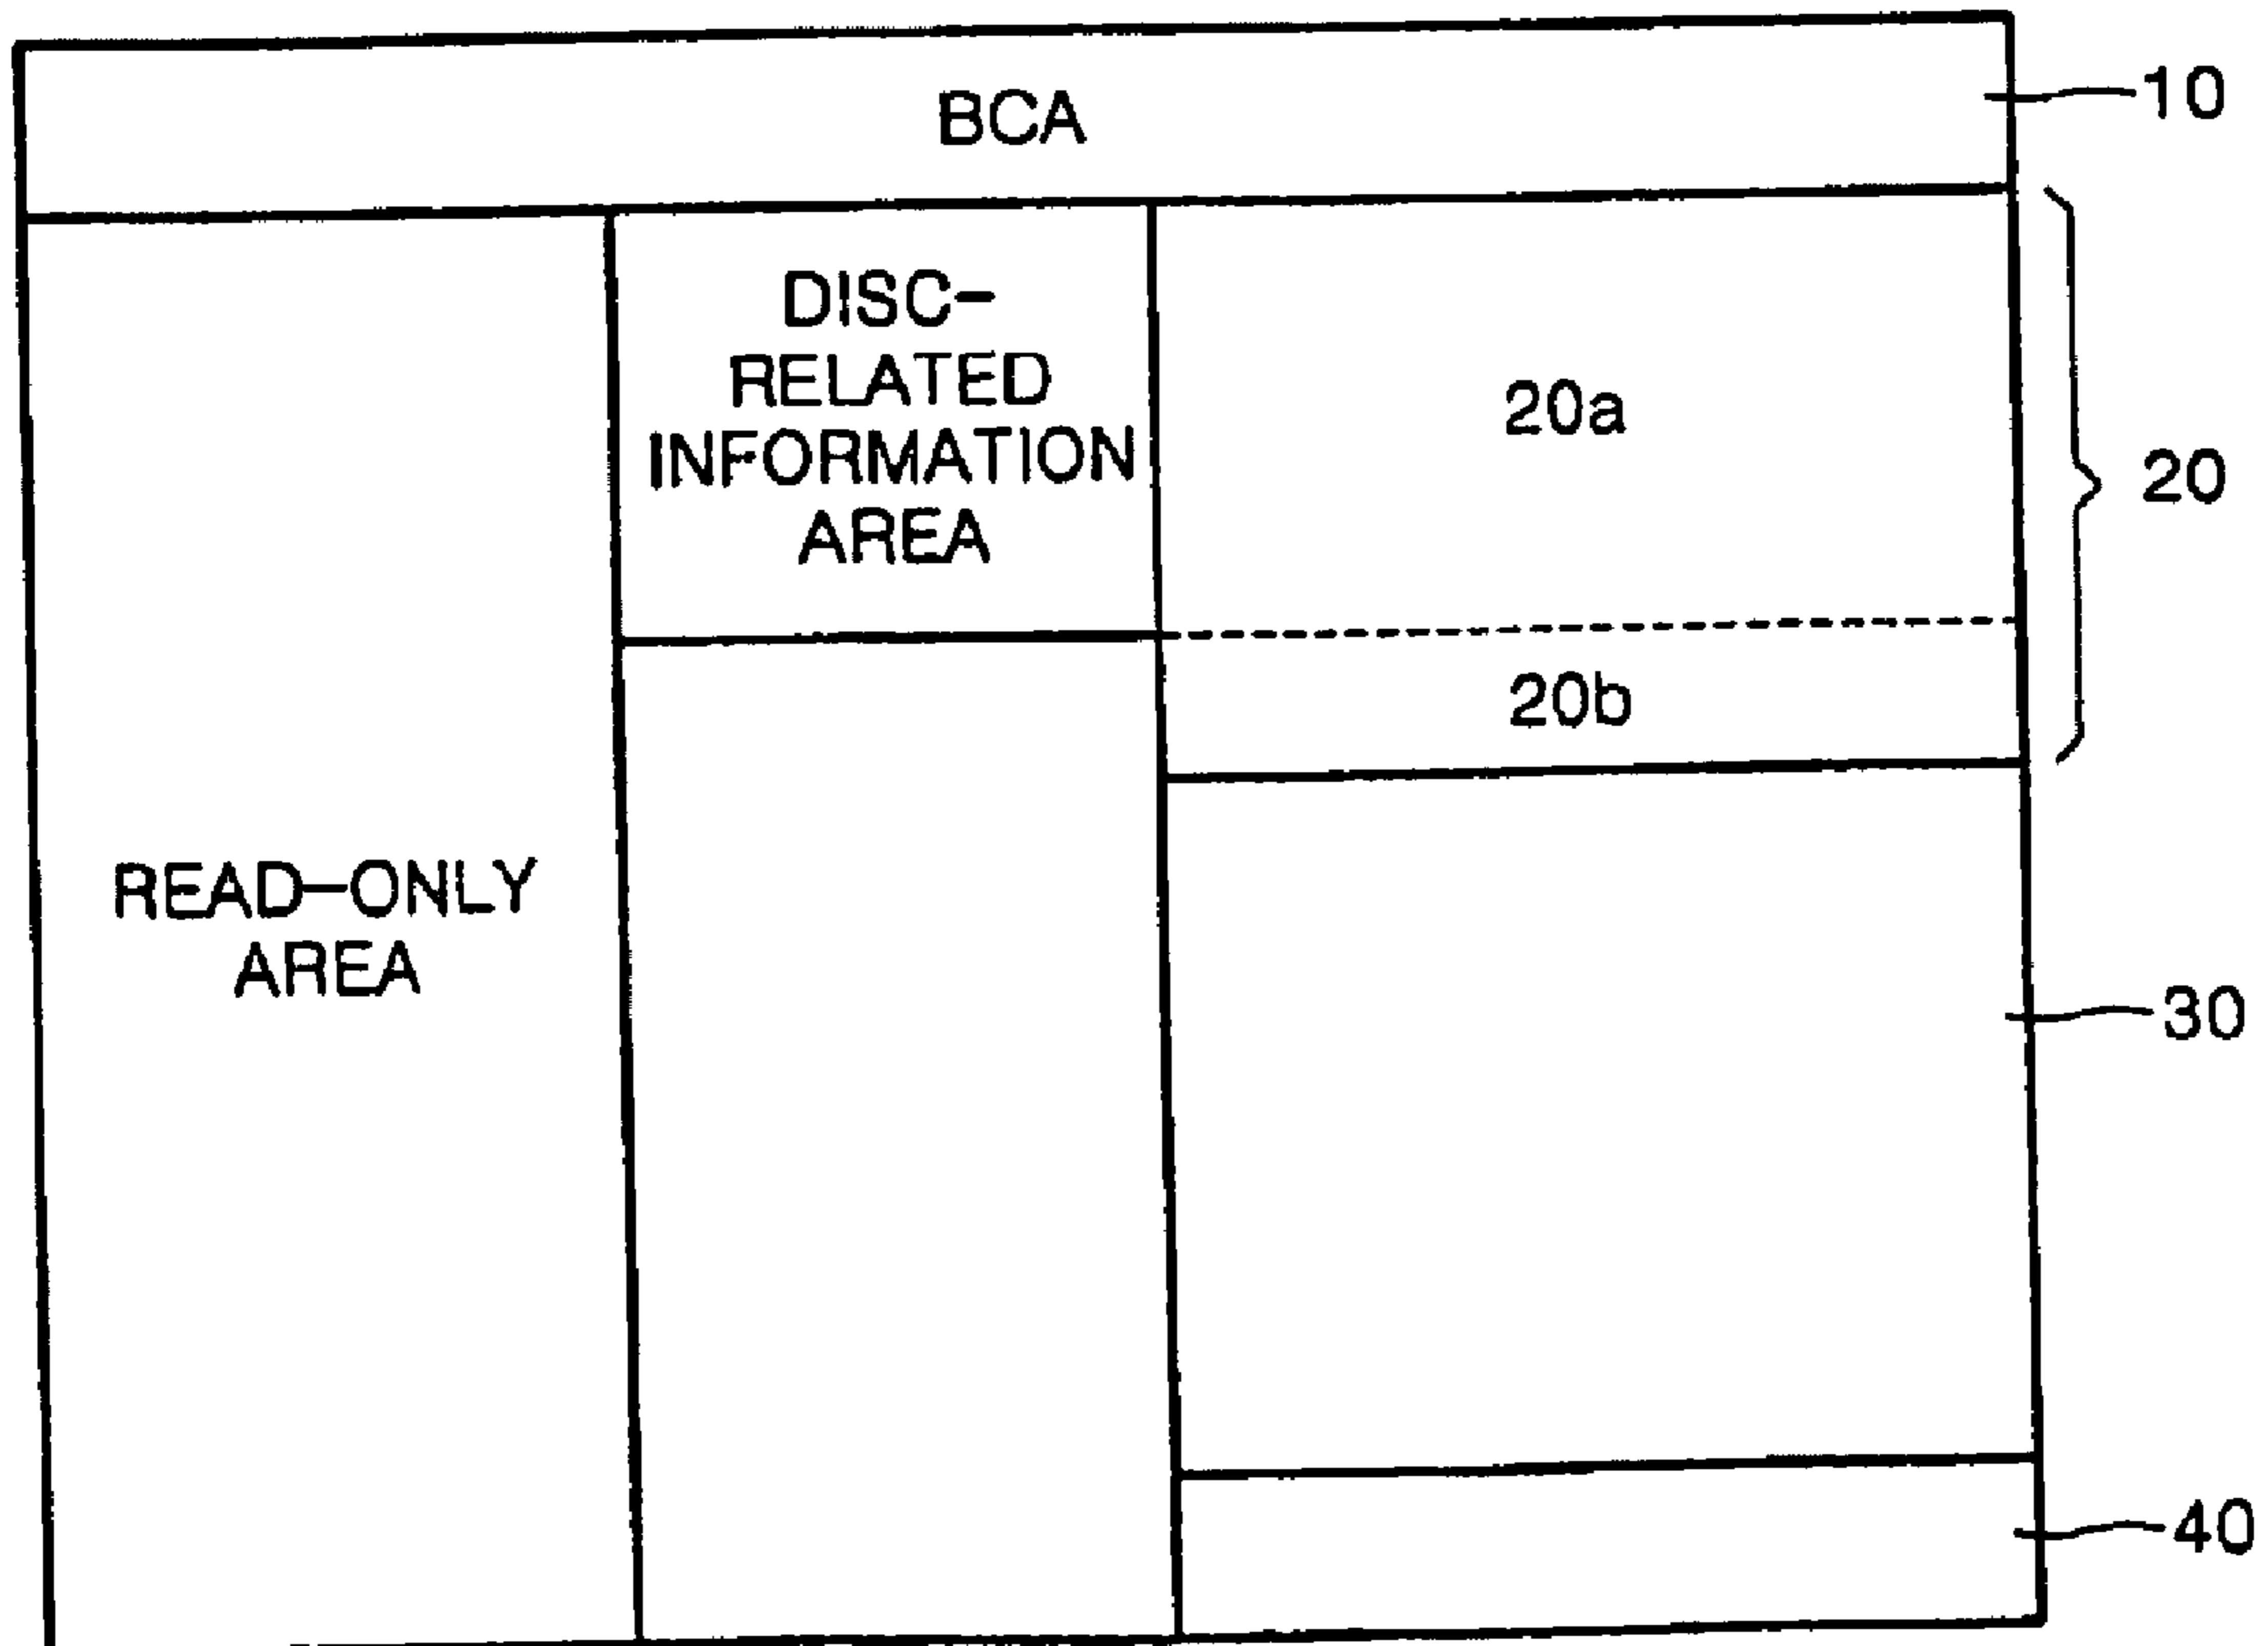 BCA
10
DISC-
RELATED
INFORMATION
AREA
20a
20
20b
READ-ONLY
AREA
30
40